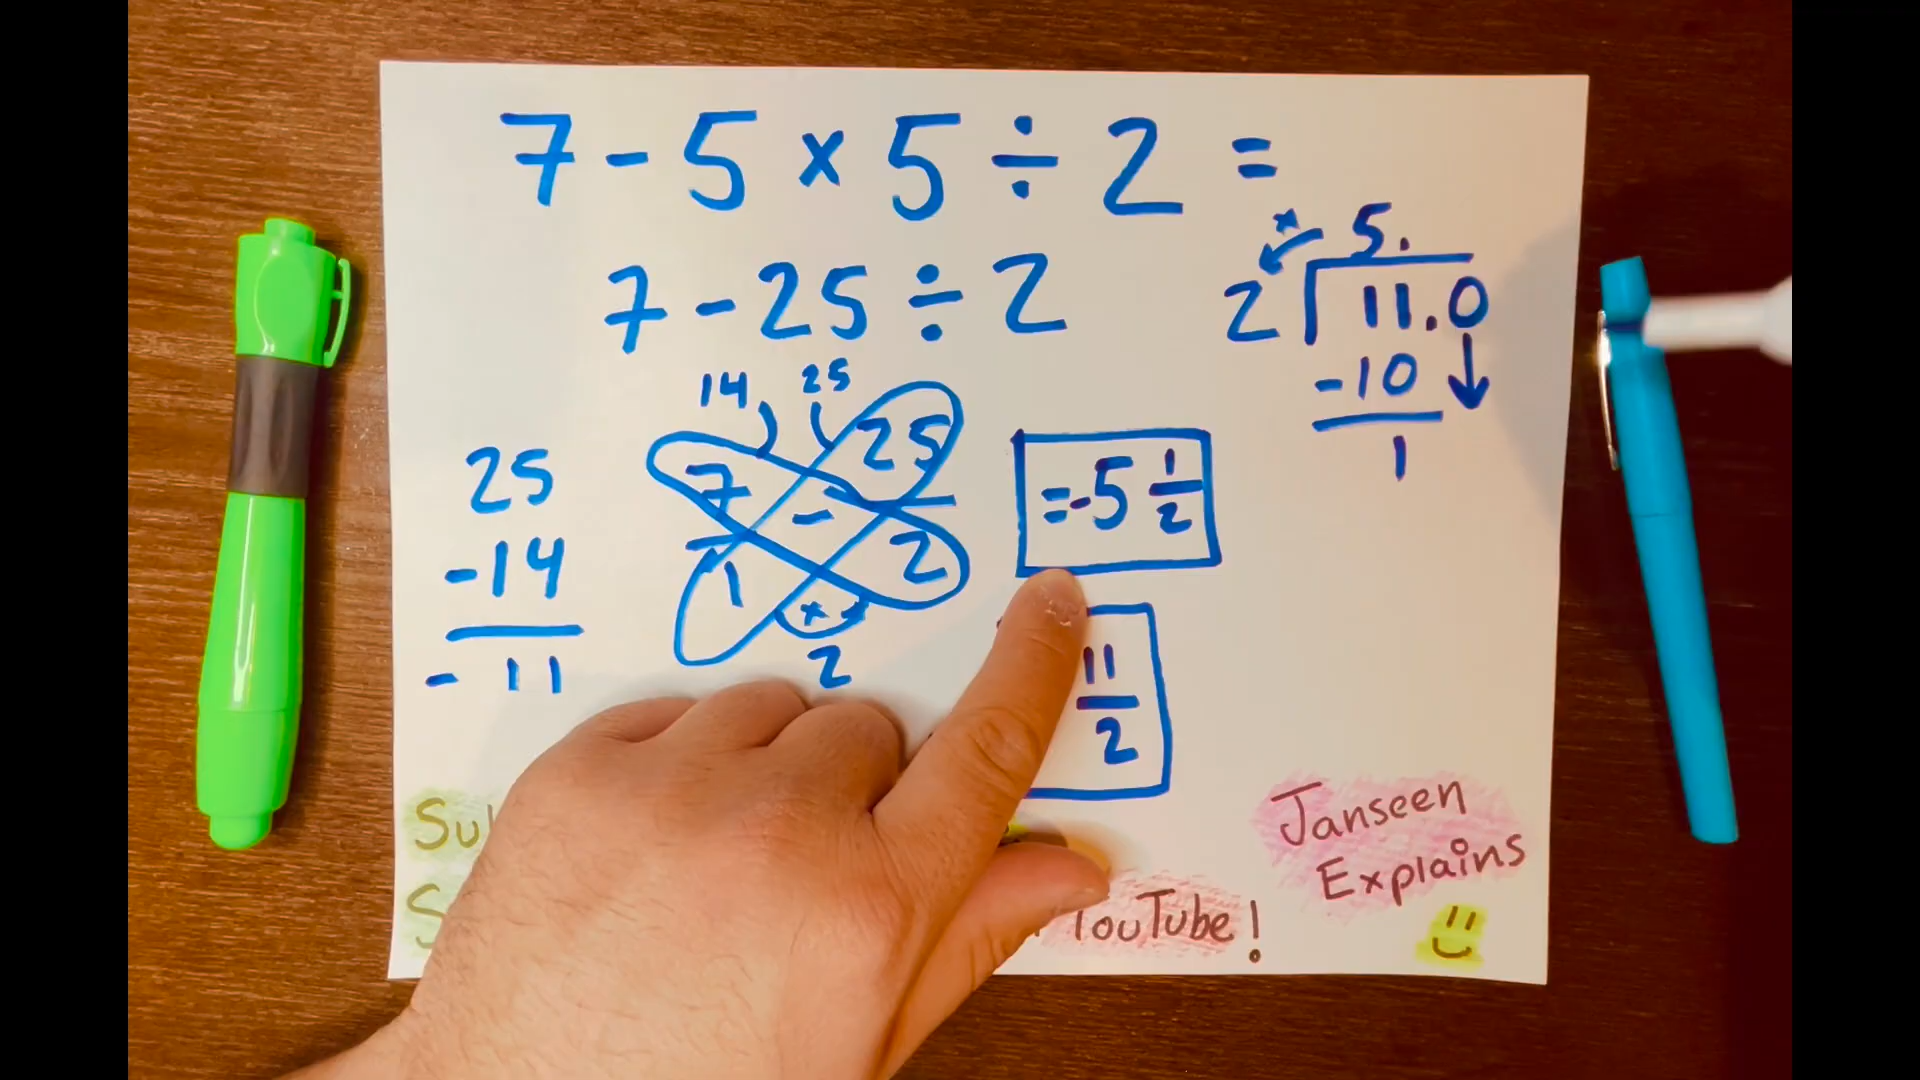 7 - 5 × 5 ÷ 2 =
7 - 25 ÷ 2
14 25
7/1 - 25/2
×
2
25
-14
- 11
= -5 1/2
11/2
× 5.
2 11.0
-10
1
YouTube!
Janseen
Explains